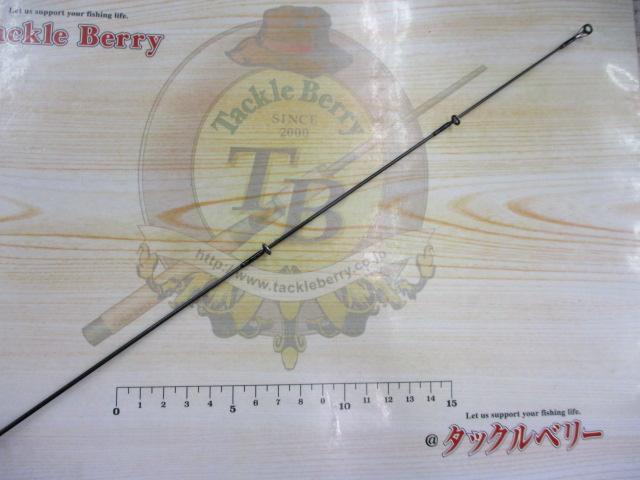 Let us support your fishing life.
ackle Berry
Tackle Berry
SINCE
2000
TB
http://www.tackleberry.co.jp
0 1 2 3 4 5 6 7 8 9 10 11 12 13 14 15
Let us support your fishing life.
@タックルベリー